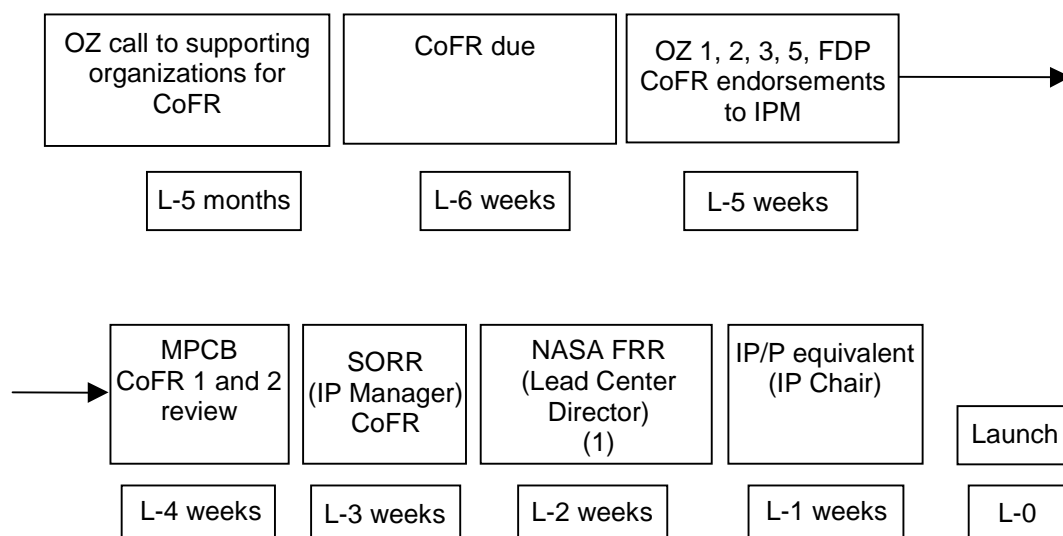 OZ call to supporting
organizations for
CoFR
CoFR due
OZ 1, 2, 3, 5, FDP
CoFR endorsements
to IPM
L-5 months
L-6 weeks
L-5 weeks
MPCB
CoFR 1 and 2
review
SORR
(IP Manager)
CoFR
NASA FRR
(Lead Center
Director)
(1)
IP/P equivalent
(IP Chair)
Launch
L-4 weeks
L-3 weeks
L-2 weeks
L-1 weeks
L-0